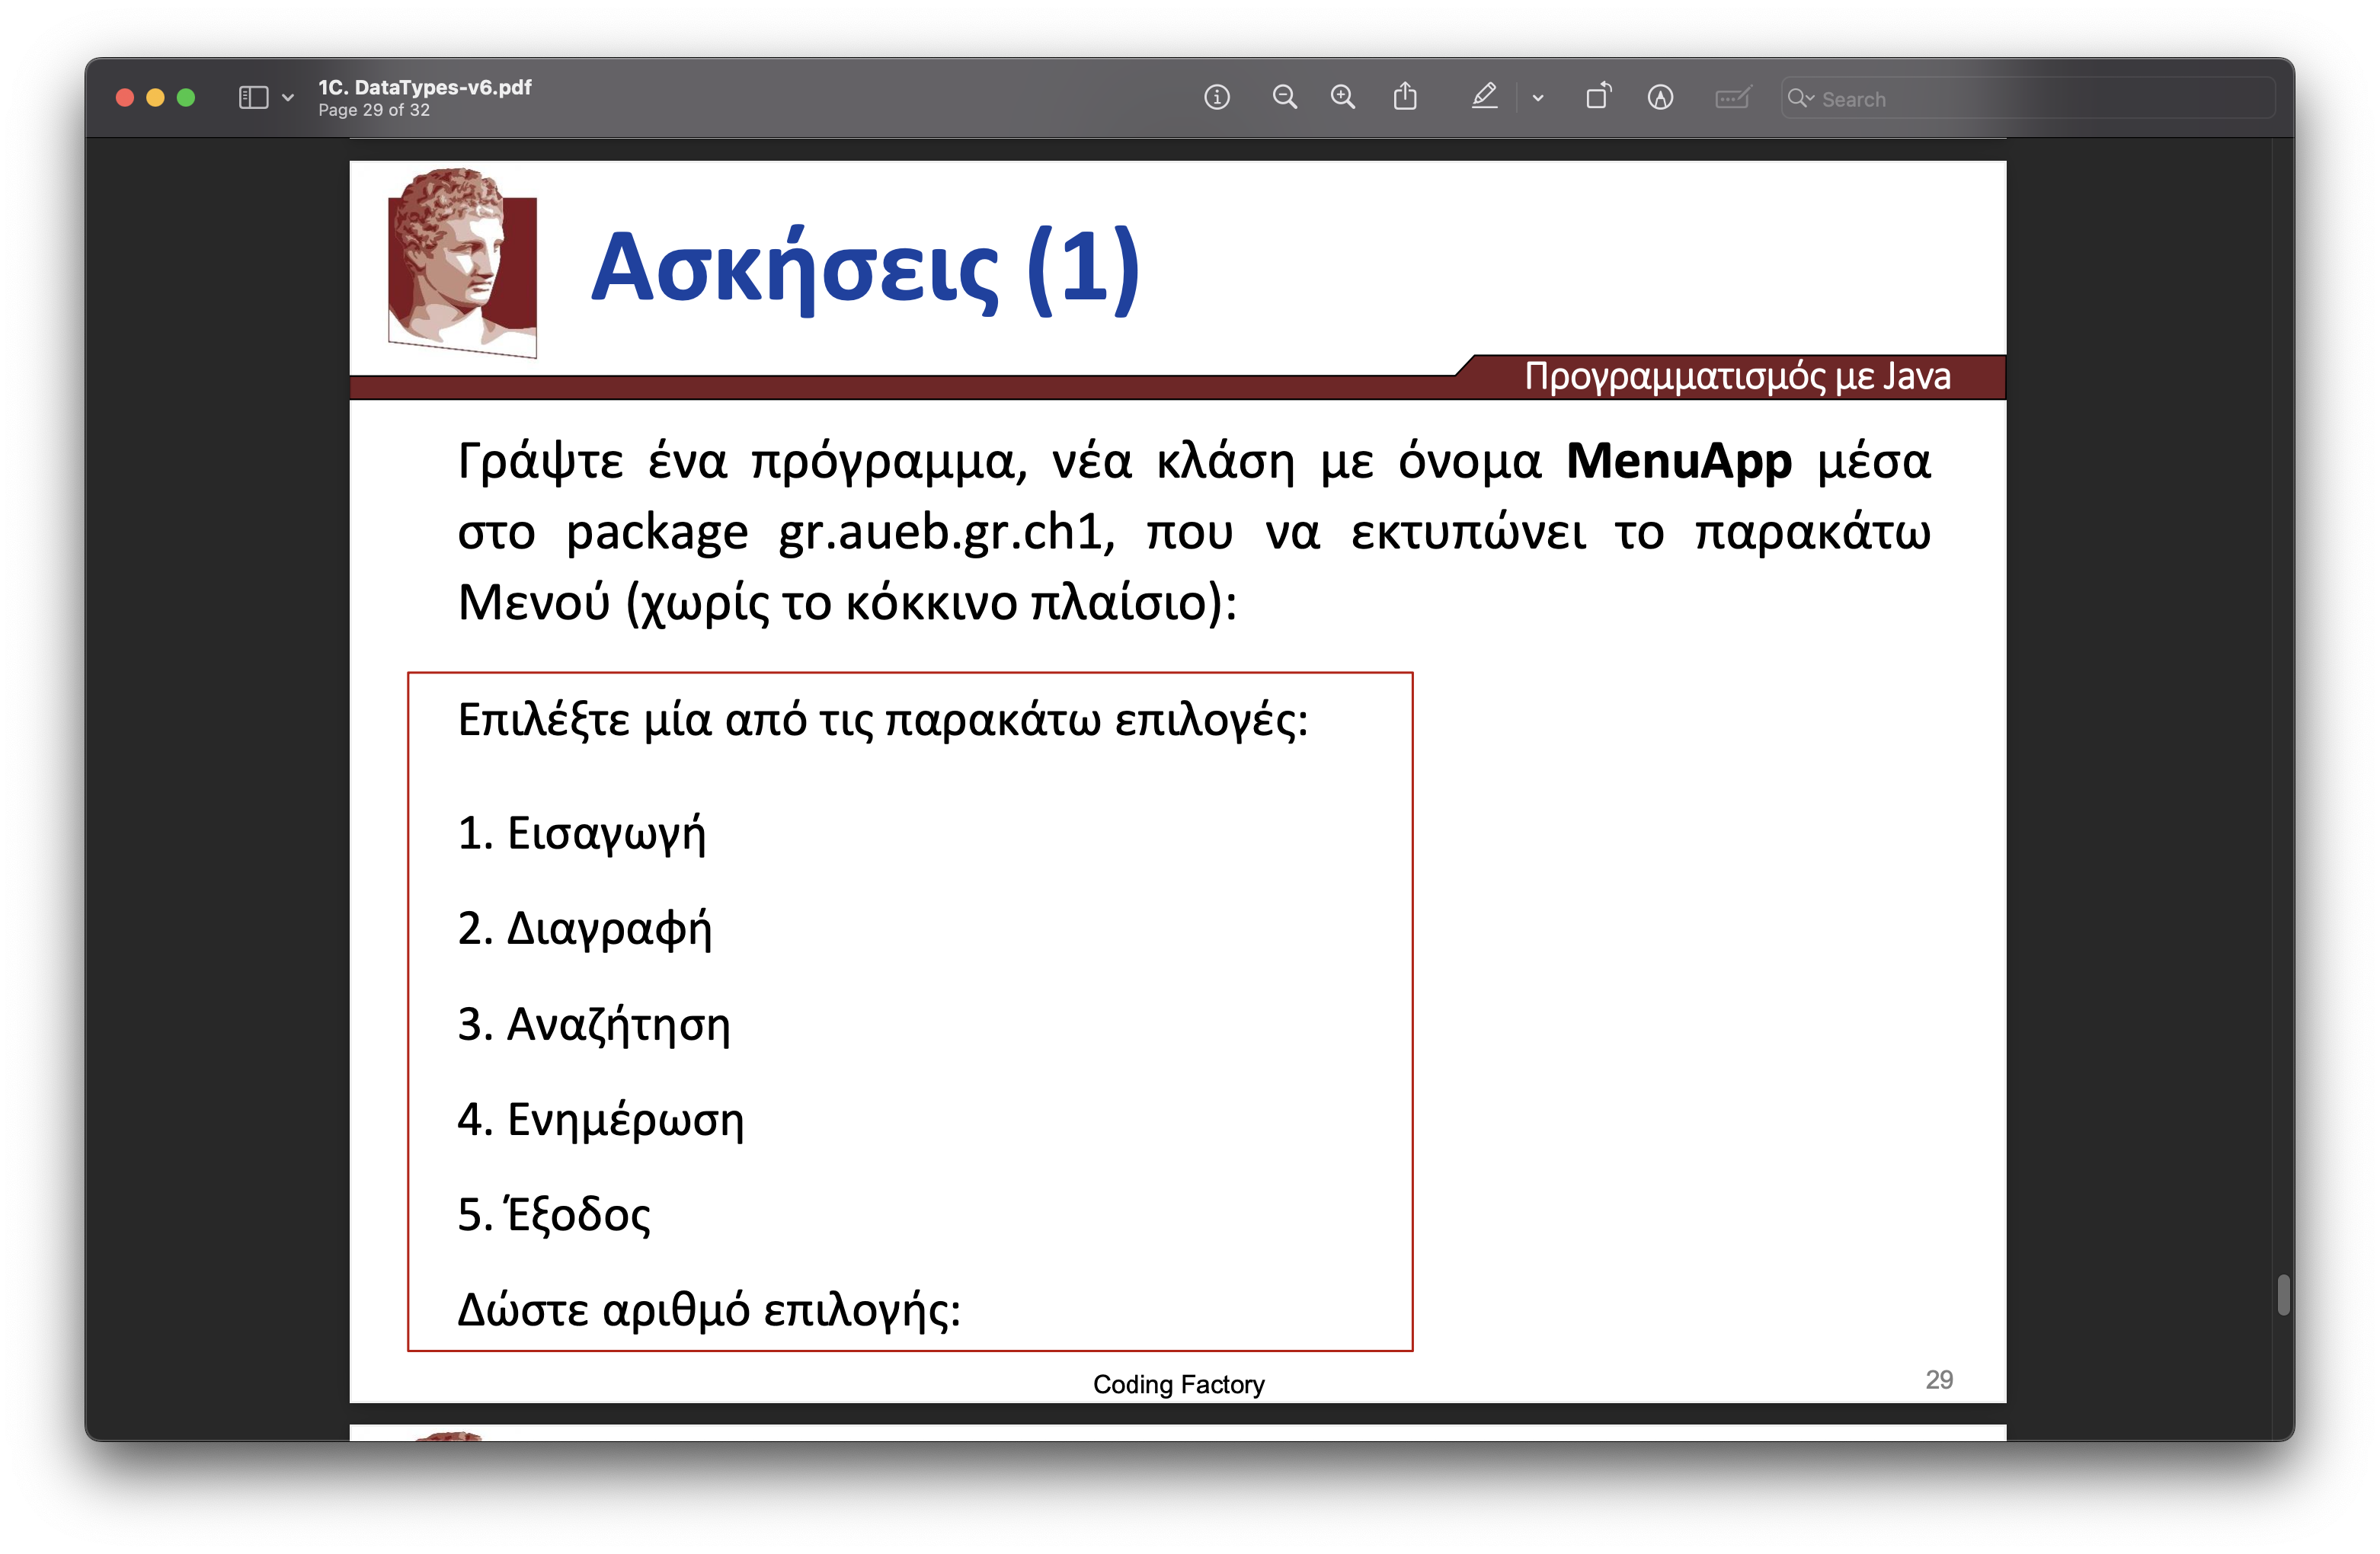 1C. DataTypes-v6.pdf
Page 29 of 32
Search
Ασκήσεις (1)
Προγραμματισμός με Java
Γράψτε ένα πρόγραμμα, νέα κλάση με όνομα MenuApp μέσα
στο package gr.aueb.gr.ch1, που να εκτυπώνει το παρακάτω
Μενού (χωρίς το κόκκινο πλαίσιο):
Επιλέξτε μία από τις παρακάτω επιλογές:
1. Εισαγωγή
2. Διαγραφή
3. Αναζήτηση
4. Ενημέρωση
5. Έξοδος
Δώστε αριθμό επιλογής:
Coding Factory
29